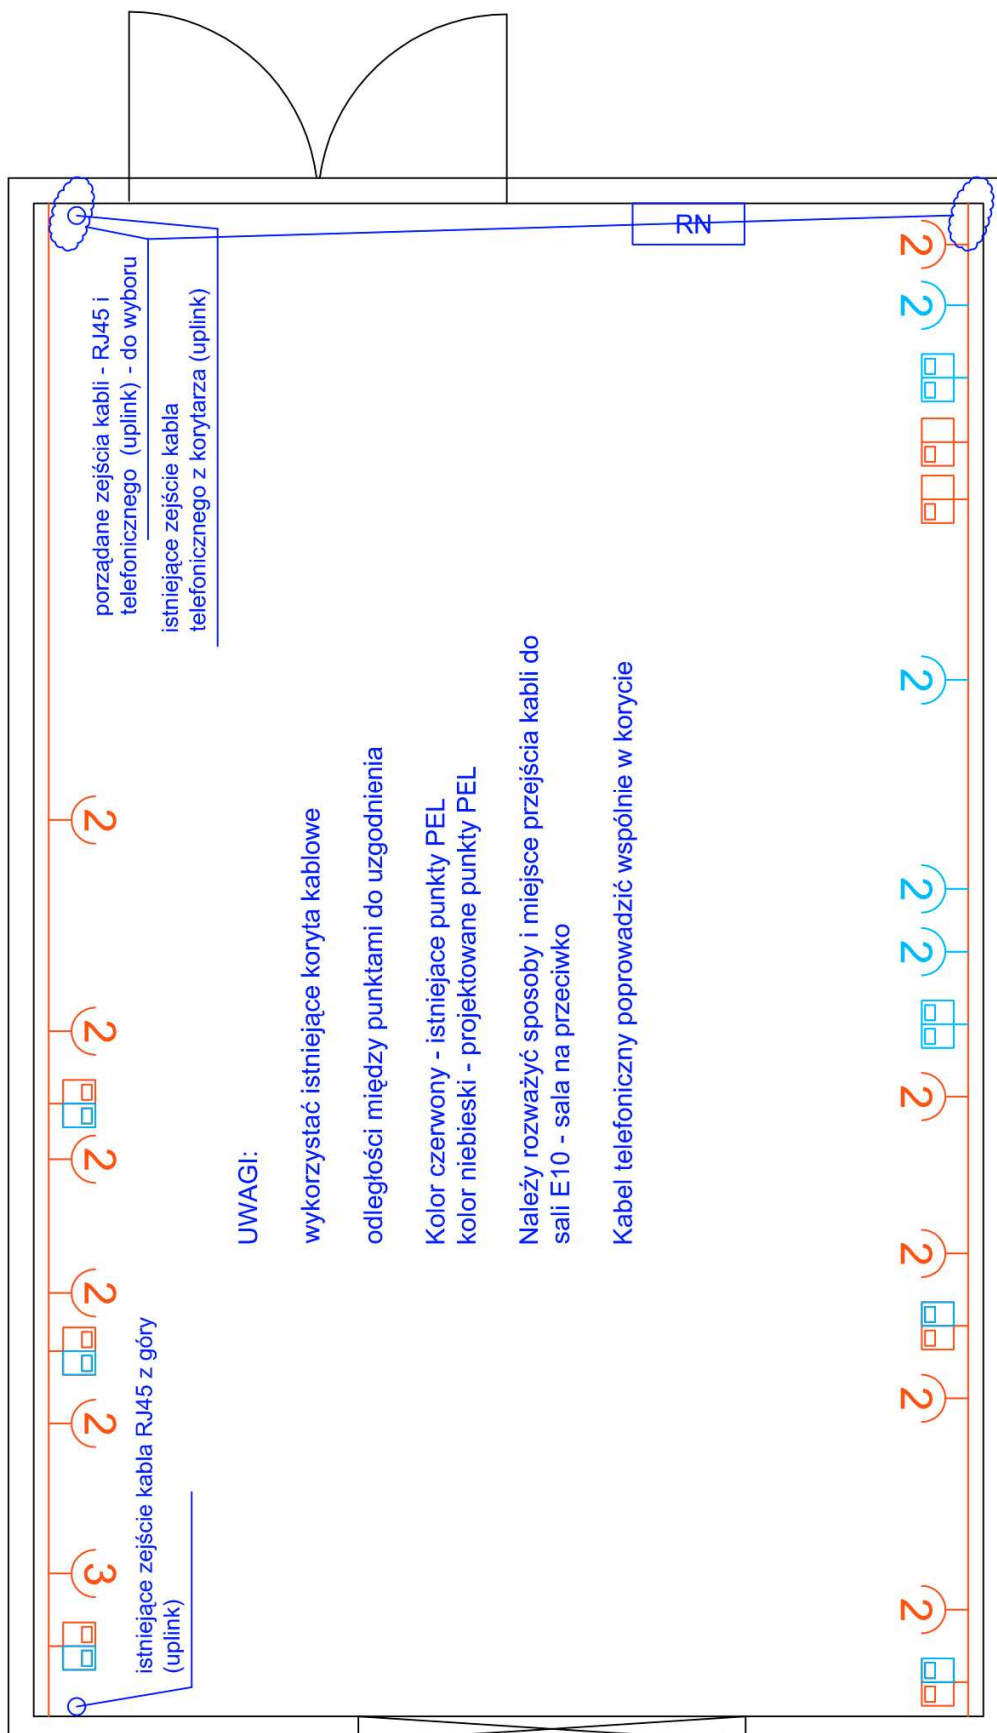 porządane zejścia kabli - RJ45 i
telefonicznego (uplink) - do wyboru
istniejące zejście kabla
telefonicznego z korytarza (uplink)
RN
UWAGI:
wykorzystać istniejące koryta kablowe
odległości między punktami do uzgodnienia
Kolor czerwony - istniejace punkty PEL
kolor niebieski - projektowane punkty PEL
Należy rozważyć sposoby i miejsce przejścia kabli do
sali E10 - sala na przeciwko
Kabel telefoniczny poprowadzić wspólnie w korycie
istniejące zejście kabla RJ45 z góry
(uplink)
2
2
2
2
2
3
2
2
2
2
2
2
2
2
2